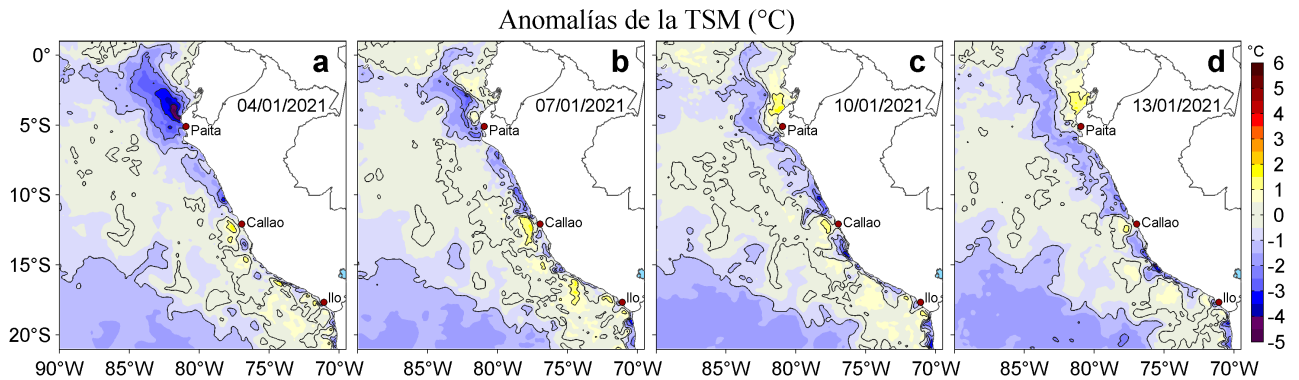 Anomalías de la TSM (°C)
a
b
c
d
04/01/2021
07/01/2021
10/01/2021
13/01/2021
0°
5°S
10°S
15°S
20°S
Paita
Callao
Ilo
Paita
Callao
Ilo
Paita
Callao
Ilo
Paita
Callao
Ilo
90°W 85°W 80°W 75°W 70°W
85°W 80°W 75°W 70°W
85°W 80°W 75°W 70°W
85°W 80°W 75°W 70°W
°C
6
5
4
3
2
1
0
-1
-2
-3
-4
-5